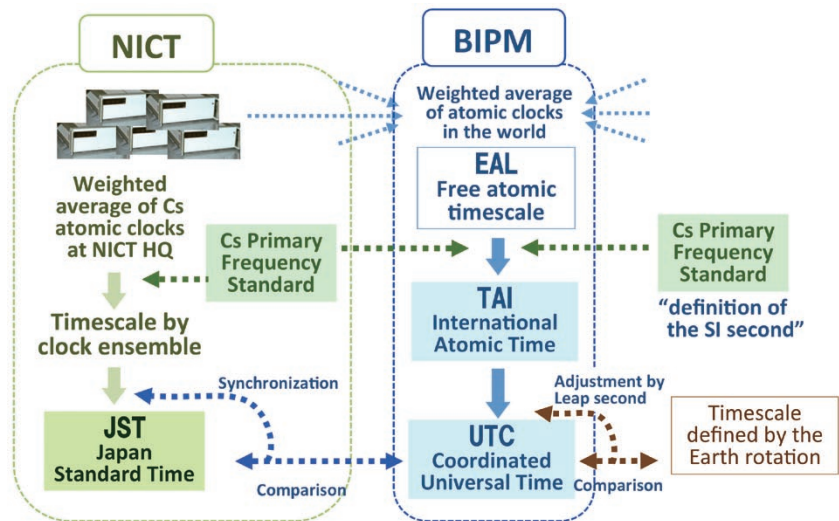 NICT
Weighted
average of Cs
atomic clocks
at NICT HQ
Timescale by
clock ensemble
JST
Japan
Standard Time
Cs Primary
Frequency
Standard
Synchronization
Comparison
BIPM
Weighted average
of atomic clocks
in the world
EAL
Free atomic
timescale
TAI
International
Atomic Time
UTC
Coordinated
Universal Time
Cs Primary
Frequency
Standard
“definition of
the SI second”
Adjustment by
Leap second
Comparison
Timescale
defined by the
Earth rotation